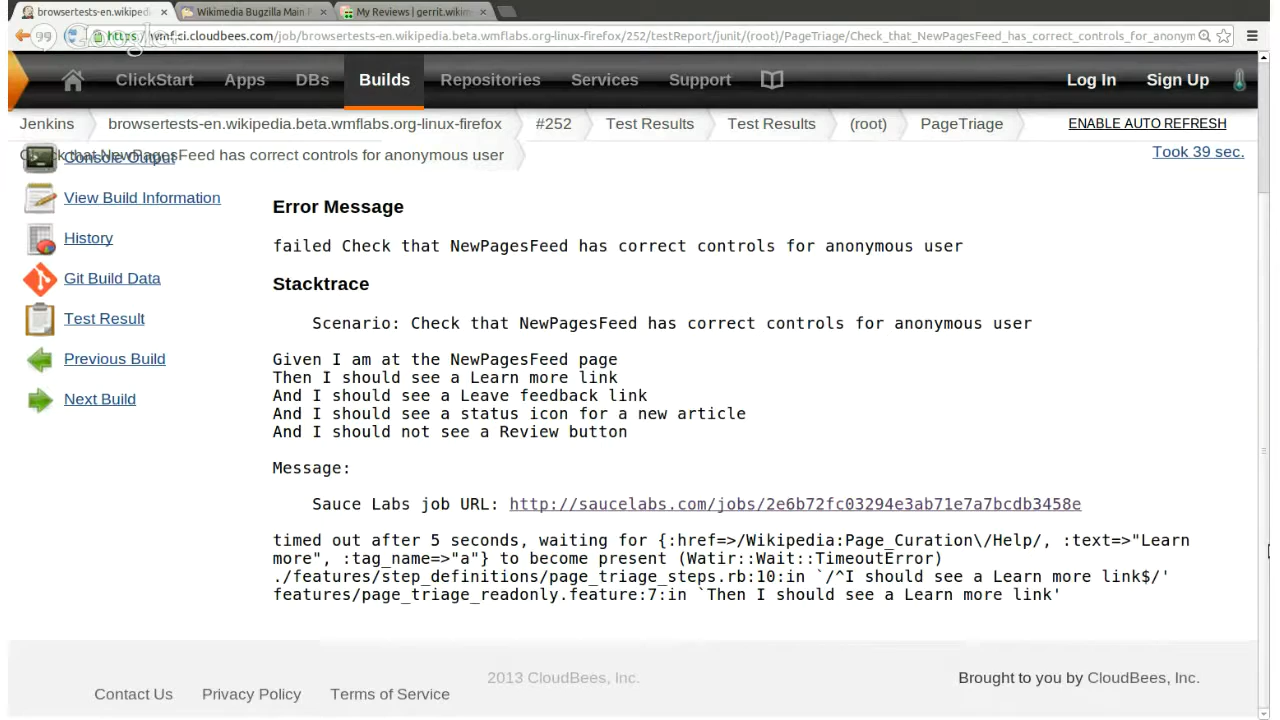 browsertests-en.wikipedi
Wikimedia Bugzilla Main P
My Reviews | gerrit.wikim
Google+
https://wmf.ci.cloudbees.com/job/browsertests-en.wikipedia.beta.wmflabs.org-linux-firefox/252/testReport/junit/(root)/PageTriage/Check_that_NewPagesFeed_has_correct_controls_for_anonym
ClickStart Apps DBs Builds Repositories Services Support Log In Sign Up
Jenkins browsertests-en.wikipedia.beta.wmflabs.org-linux-firefox #252 Test Results Test Results (root) PageTriage ENABLE AUTO REFRESH
Check that NewPagesFeed has correct controls for anonymous user
Console Output
Took 39 sec.
View Build Information
History
Git Build Data
Test Result
Previous Build
Next Build
Error Message
failed Check that NewPagesFeed has correct controls for anonymous user
Stacktrace
Scenario: Check that NewPagesFeed has correct controls for anonymous user
Given I am at the NewPagesFeed page
Then I should see a Learn more link
And I should see a Leave feedback link
And I should see a status icon for a new article
And I should not see a Review button
Message:
Sauce Labs job URL: http://saucelabs.com/jobs/2e6b72fc03294e3ab71e7a7bcdb3458e
timed out after 5 seconds, waiting for {:href=>/Wikipedia:Page_Curation\/Help/, :text=>"Learn
more", :tag_name=>"a"} to become present (Watir::Wait::TimeoutError)
./features/step_definitions/page_triage_steps.rb:10:in `/^I should see a Learn more link$/'
features/page_triage_readonly.feature:7:in `Then I should see a Learn more link'
2013 CloudBees, Inc.
Brought to you by CloudBees, Inc.
Contact Us Privacy Policy Terms of Service